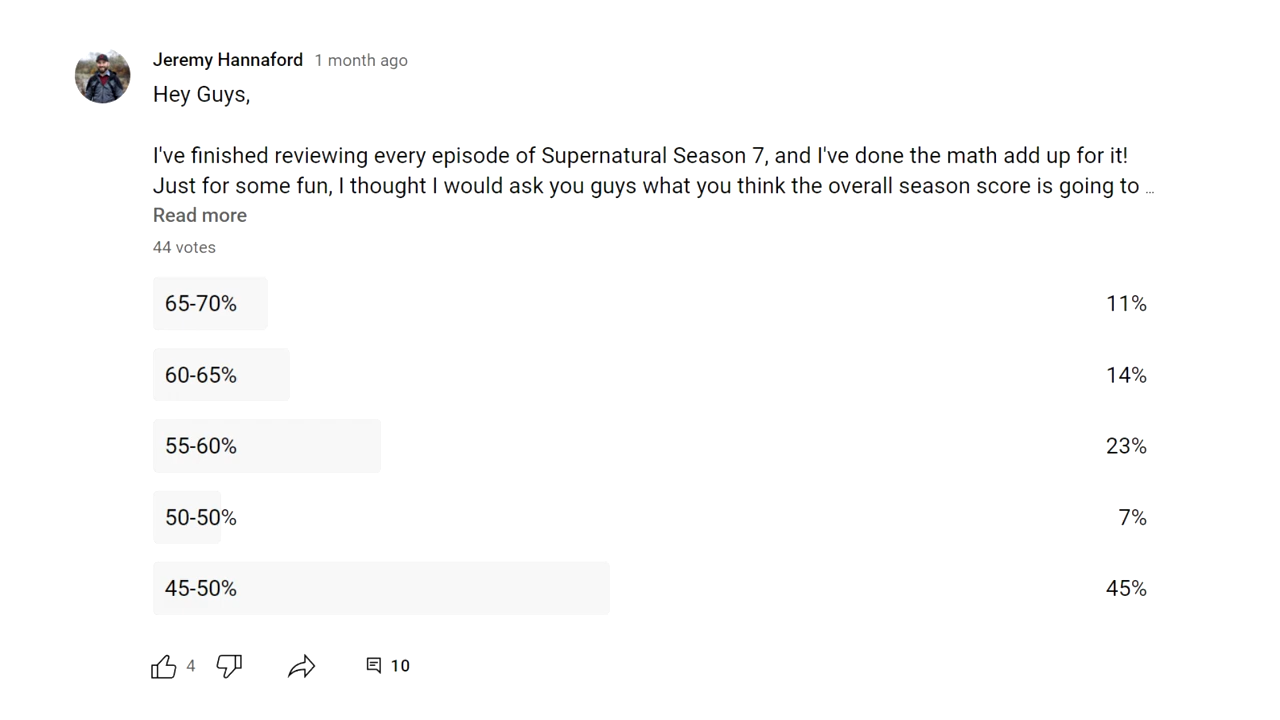 Jeremy Hannaford 1 month ago
Hey Guys,
I've finished reviewing every episode of Supernatural Season 7, and I've done the math add up for it!
Just for some fun, I thought I would ask you guys what you think the overall season score is going to ...
Read more
44 votes
65-70% 11%
60-65% 14%
55-60% 23%
50-50% 7%
45-50% 45%
4 10